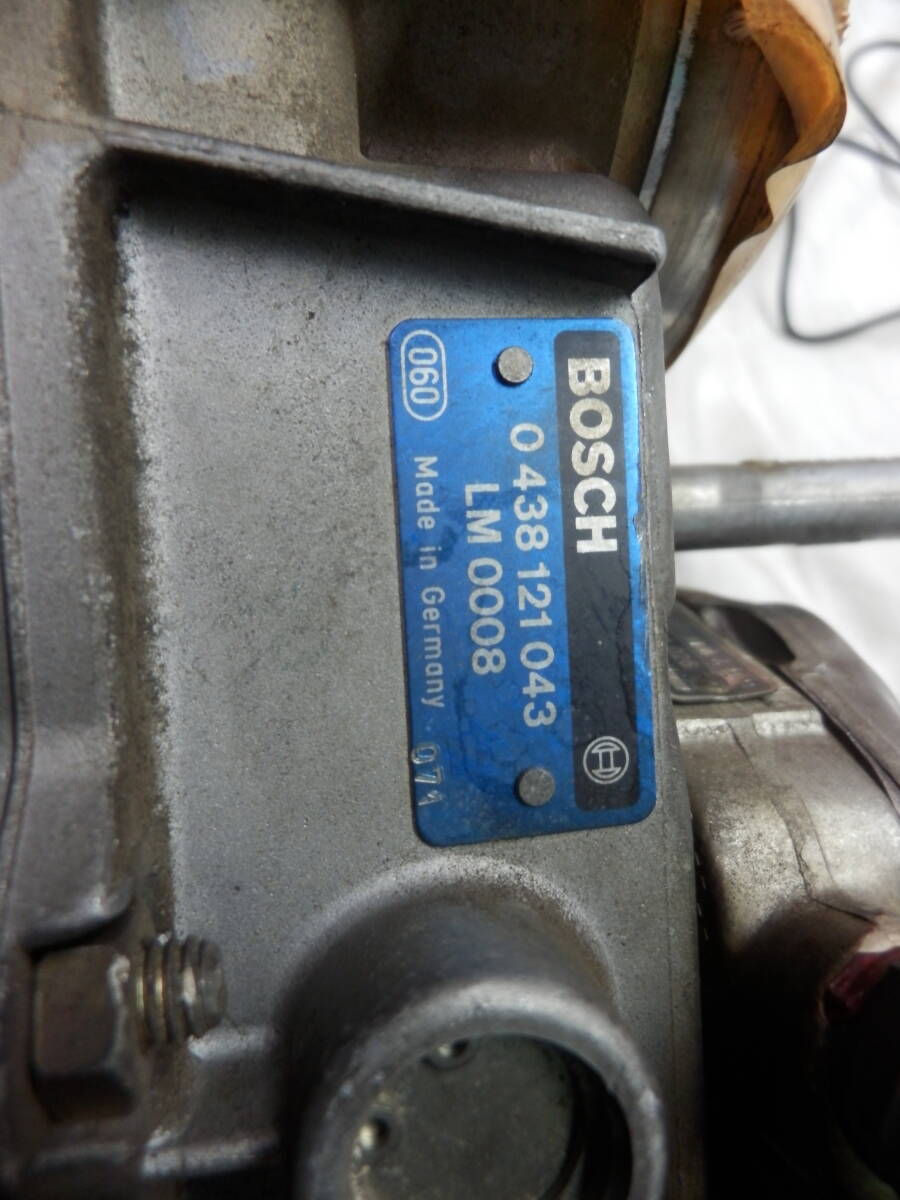 BOSCH
0 438 121 043
LM 0008
060 Made in Germany · 071